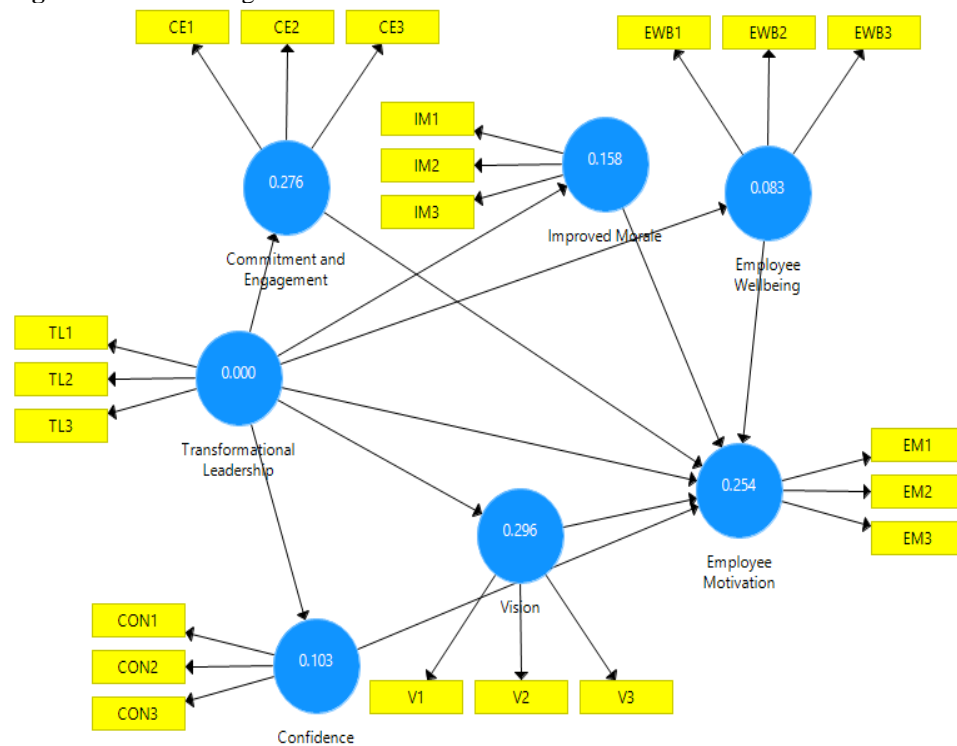 CE1
CE2
CE3
EWB1
EWB2
EWB3
IM1
IM2
IM3
0.158
0.276
0.083
Improved Morale
Commitment and
Engagement
Employee
Wellbeing
TL1
TL2
TL3
0.000
Transformational
Leadership
EM1
EM2
EM3
0.254
Employee
Motivation
0.296
Vision
CON1
CON2
CON3
0.103
Confidence
V1
V2
V3